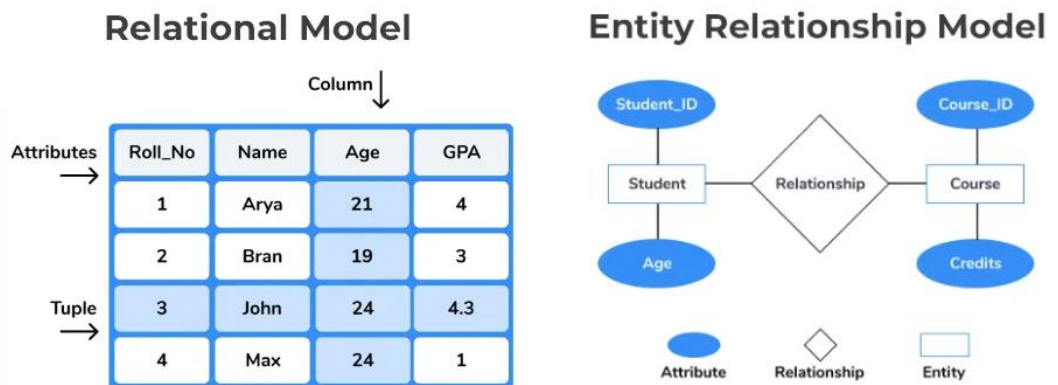 Relational Model
Column
Attributes
Roll_No Name Age GPA
1 Arya 21 4
2 Bran 19 3
Tuple
3 John 24 4.3
4 Max 24 1
Entity Relationship Model
Student_ID Course_ID
Student Relationship Course
Age Credits
Attribute Relationship Entity